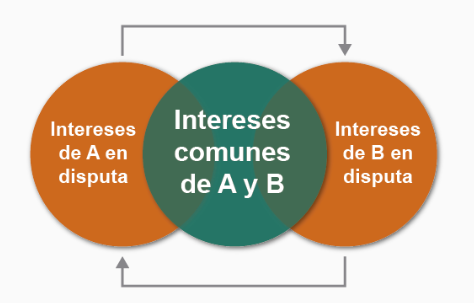 Intereses
de A en
disputa
Intereses
comunes
de A y B
Intereses
de B en
disputa